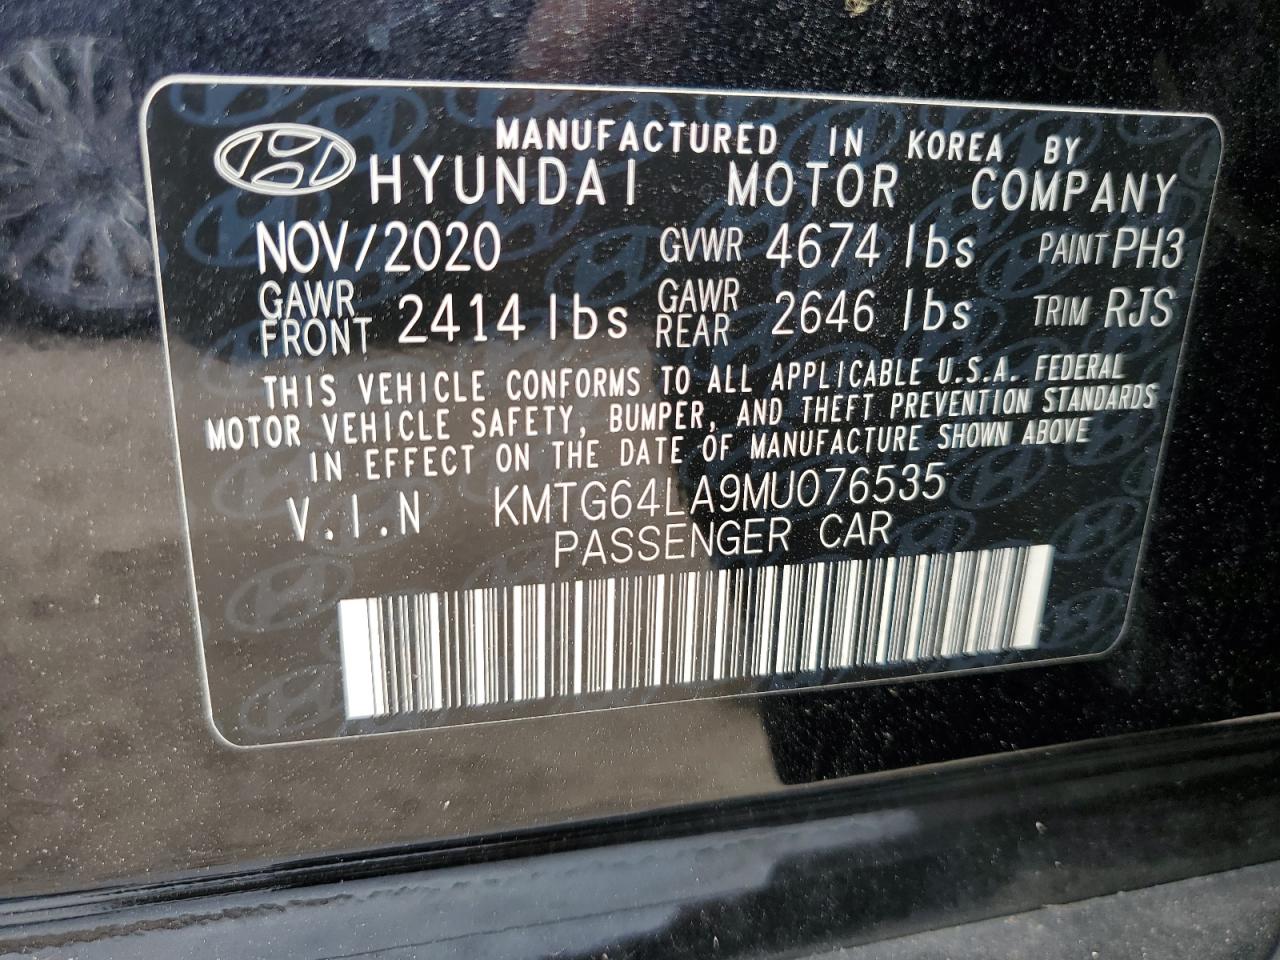 MANUFACTURED IN KOREA BY
HYUNDAI MOTOR COMPANY
NOV/2020 GVWR 4674 lbs PAINT PH3
GAWR FRONT 2414 lbs GAWR REAR 2646 lbs TRIM RJS
THIS VEHICLE CONFORMS TO ALL APPLICABLE U.S.A. FEDERAL
MOTOR VEHICLE SAFETY, BUMPER, AND THEFT PREVENTION STANDARDS
IN EFFECT ON THE DATE OF MANUFACTURE SHOWN ABOVE
V.I.N KMTG64LA9MU076535
PASSENGER CAR